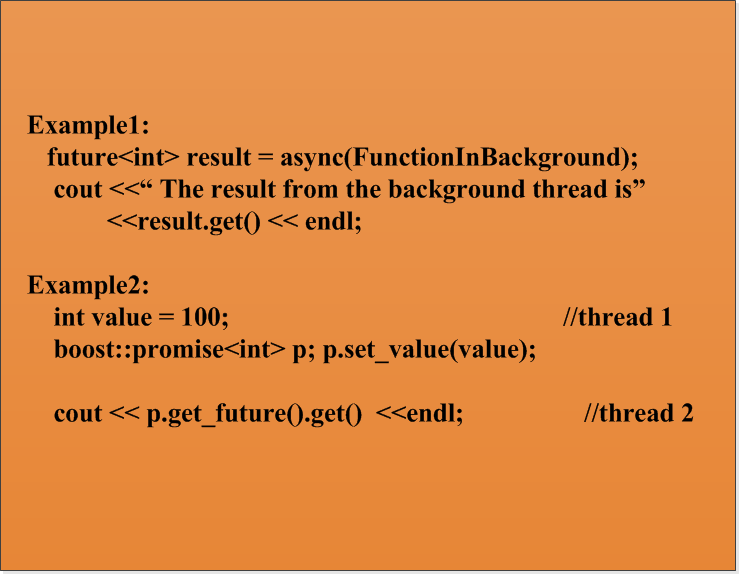 Example1:
future<int> result = async(FunctionInBackground);
cout <<“ The result from the background thread is”
<<result.get() << endl;
Example2:
int value = 100; //thread 1
boost::promise<int> p; p.set_value(value);
cout << p.get_future().get() <<endl; //thread 2